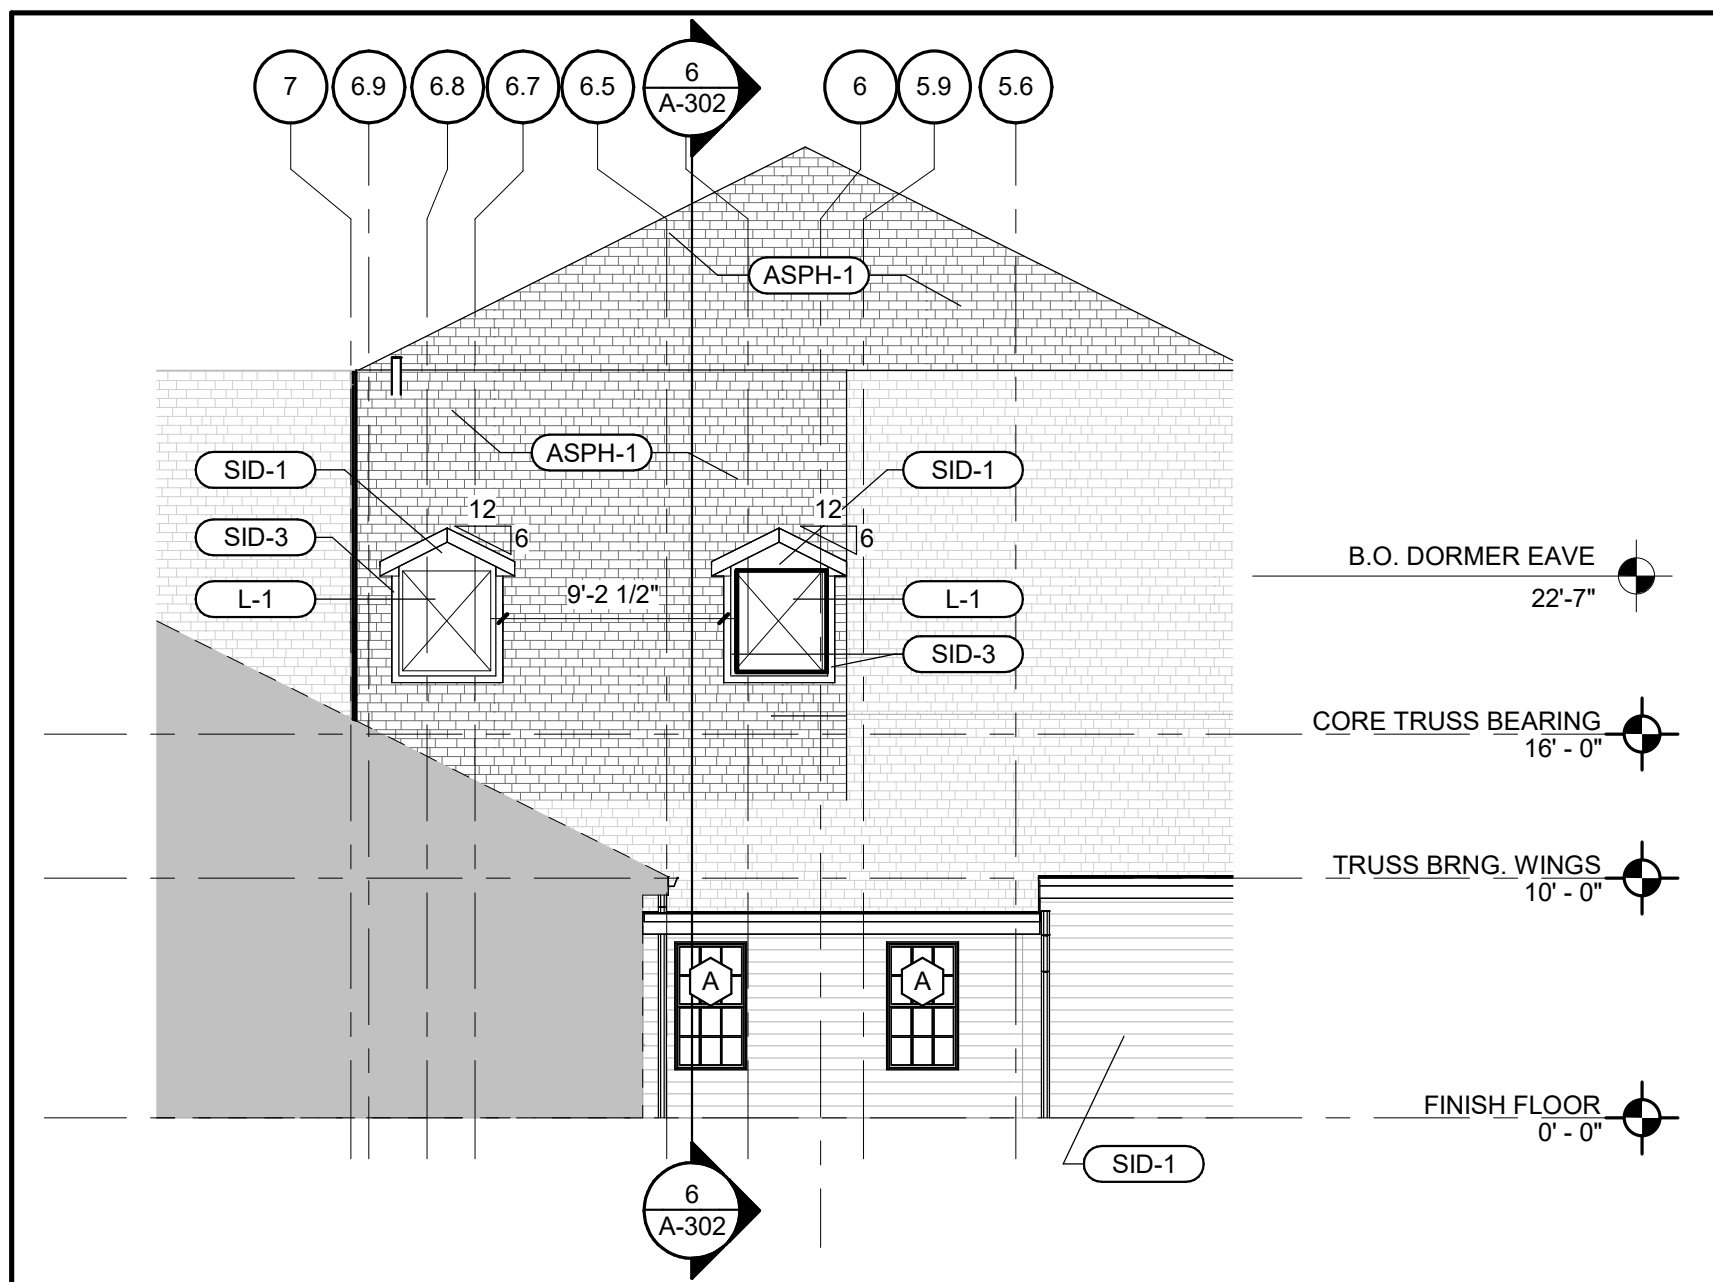 7
6.9
6.8
6.7
6.5
6
A-302
6
5.9
5.6
ASPH-1
ASPH-1
SID-1
SID-1
12
6
12
6
SID-3
L-1
9'-2 1/2"
L-1
SID-3
B.O. DORMER EAVE
22'-7"
CORE TRUSS BEARING
16' - 0"
TRUSS BRNG. WINGS
10' - 0"
A
A
FINISH FLOOR
0' - 0"
SID-1
6
A-302